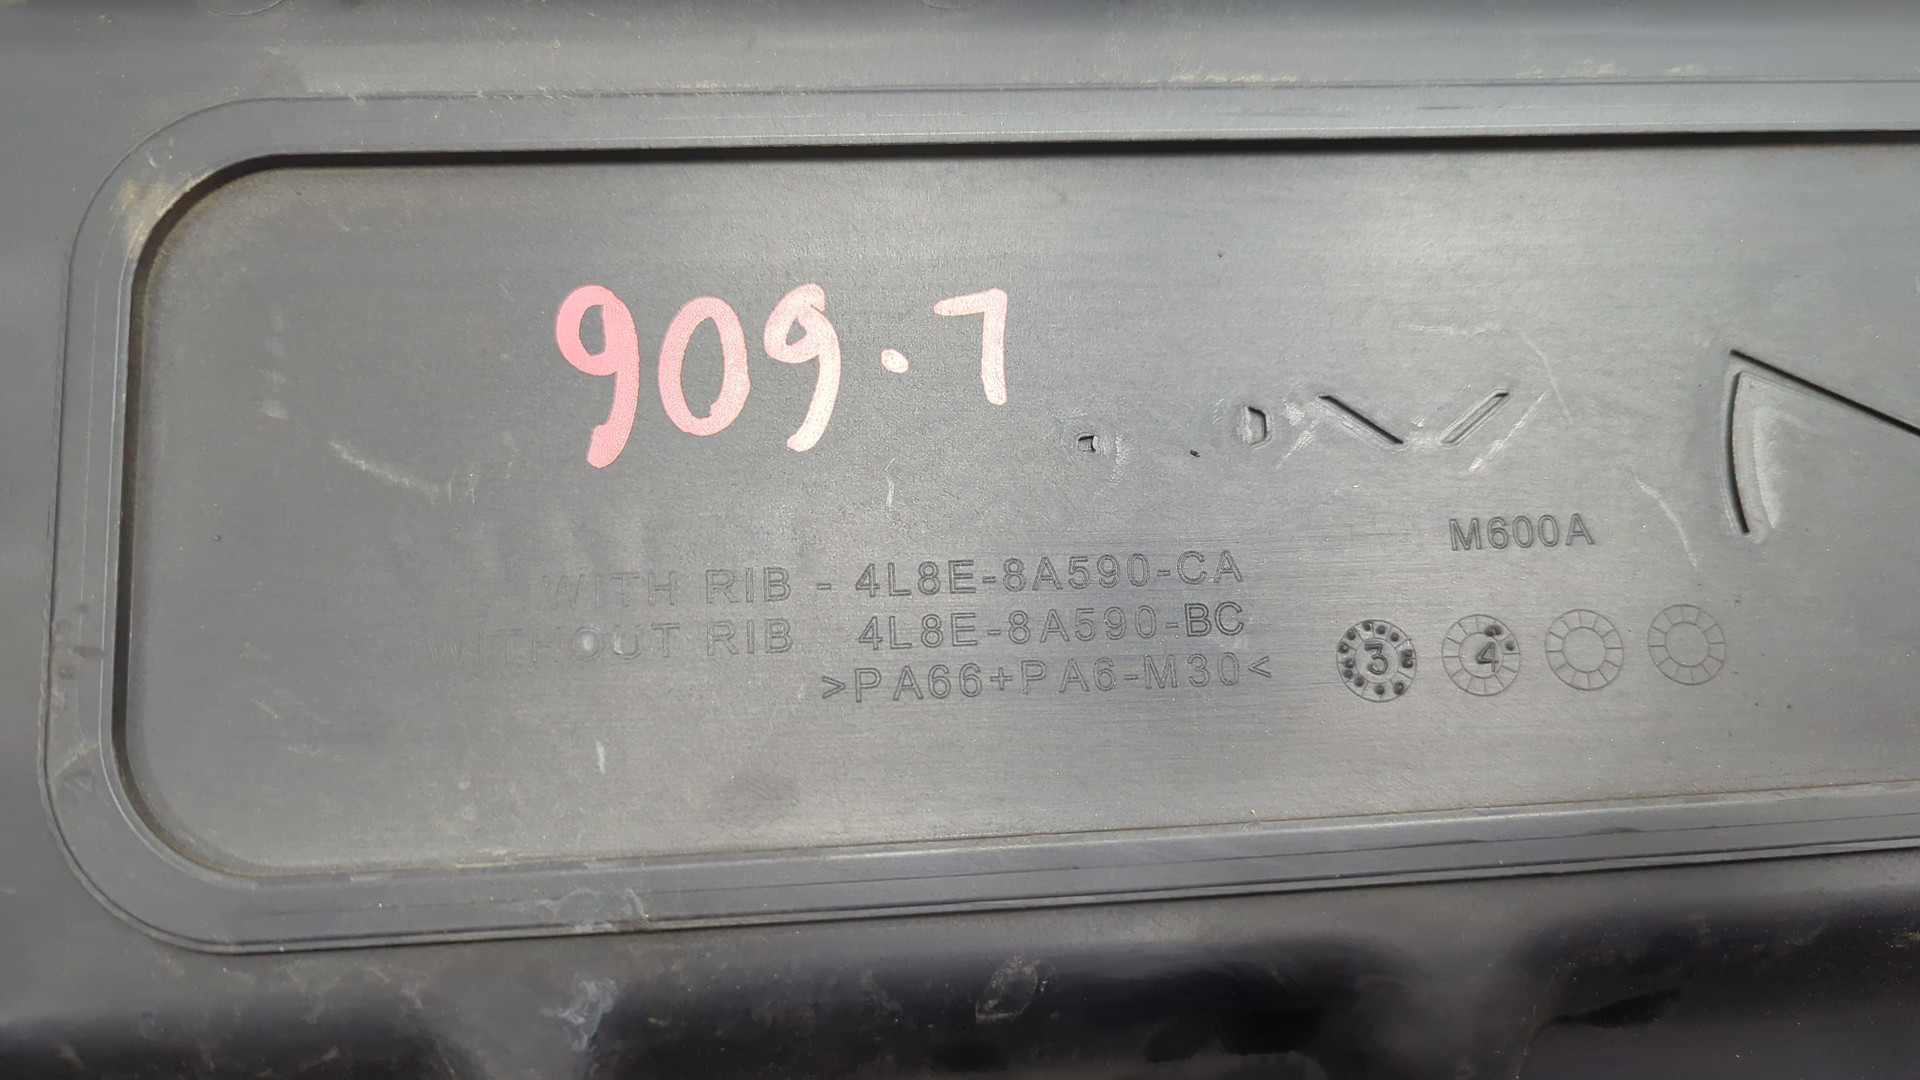 909.7
M600A
WITH RIB - 4L8E-8A590-CA
WITHOUT RIB 4L8E-8A590-BC
>PA66+PA6-M30<
3 4